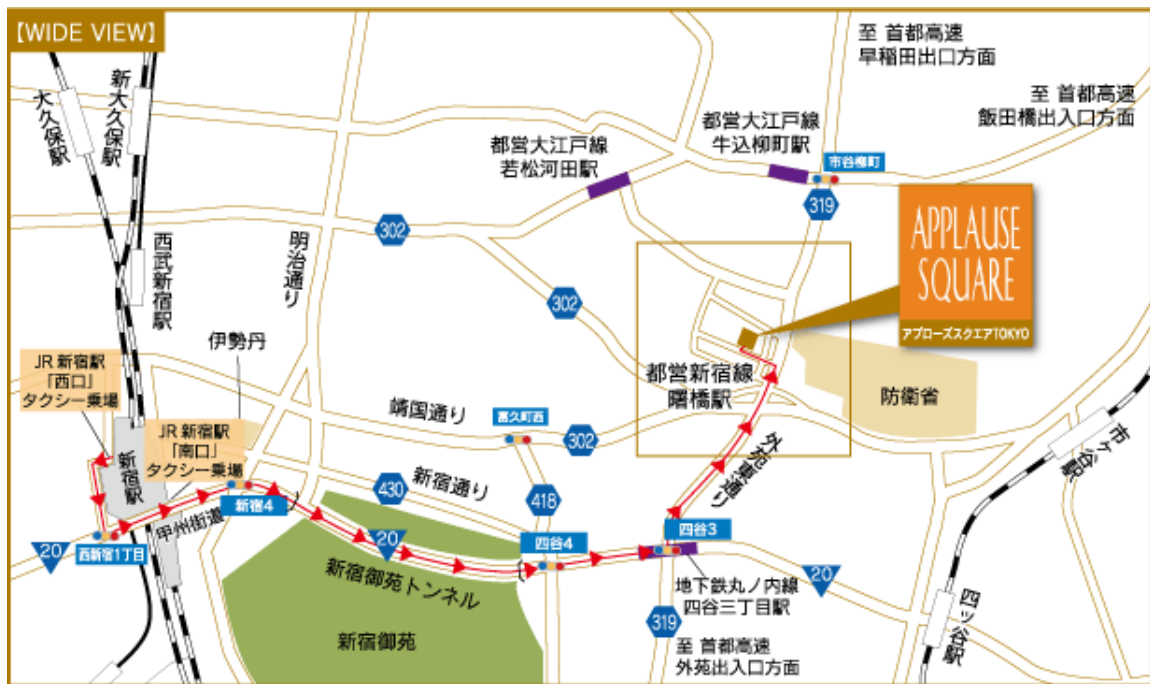 【WIDE VIEW】
至 首都高速
早稲田出口方面
至 首都高速
飯田橋出入口方面
大久保駅
新大久保駅
都営大江戸線
若松河田駅
都営大江戸線
牛込柳町駅
市谷柳町
319
302
明治通り
西武新宿駅
302
APPLAUSE
SQUARE
アプローズスクエアTOKYO
伊勢丹
JR 新宿駅
「西口」
タクシー乗場
都営新宿線
曙橋駅
防衛省
靖国通り
富久町西
302
市ヶ谷駅
JR 新宿駅
「南口」
タクシー乗場
新宿駅
外苑東通り
新宿通り
430
418
新宿4
甲州街道
20
西新宿1丁目
20
四谷4
四谷3
20
新宿御苑トンネル
地下鉄丸ノ内線
四谷三丁目駅
四ッ谷駅
319
新宿御苑
至 首都高速
外苑出入口方面